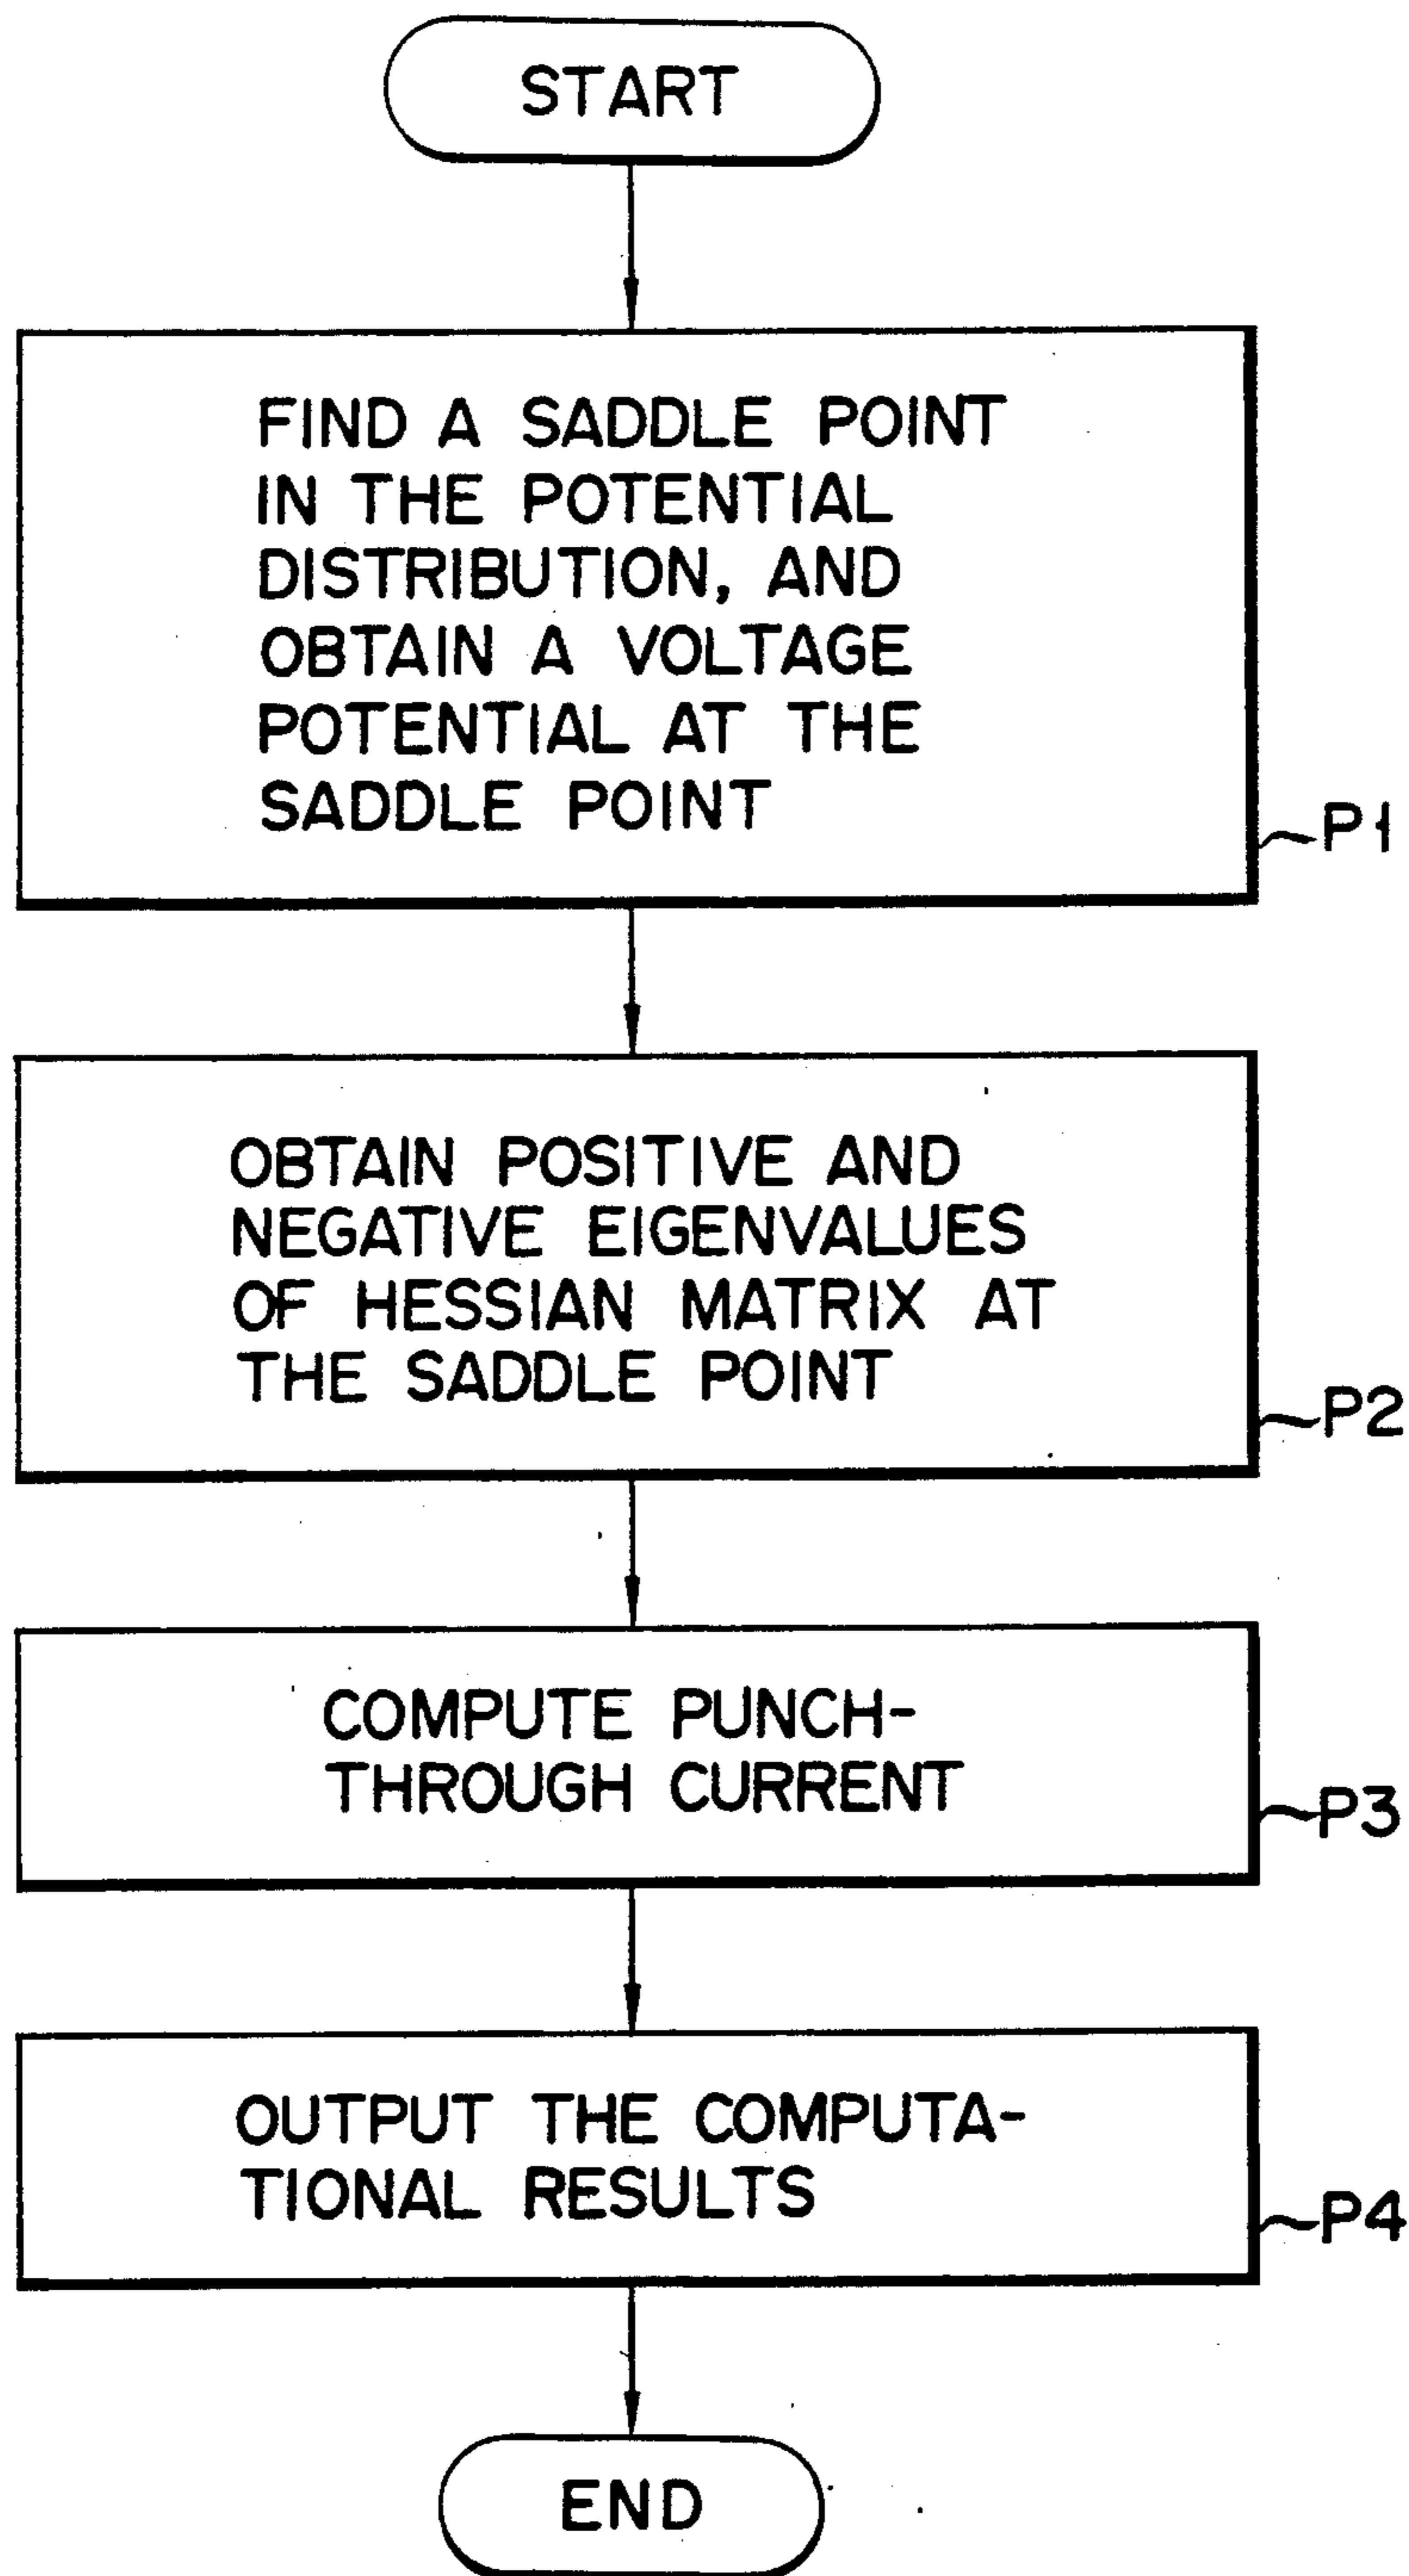 START
FIND A SADDLE POINT
IN THE POTENTIAL
DISTRIBUTION, AND
OBTAIN A VOLTAGE
POTENTIAL AT THE
SADDLE POINT
P1
OBTAIN POSITIVE AND
NEGATIVE EIGENVALUES
OF HESSIAN MATRIX AT
THE SADDLE POINT
P2
COMPUTE PUNCH-
THROUGH CURRENT
P3
OUTPUT THE COMPUTA-
TIONAL RESULTS
P4
END